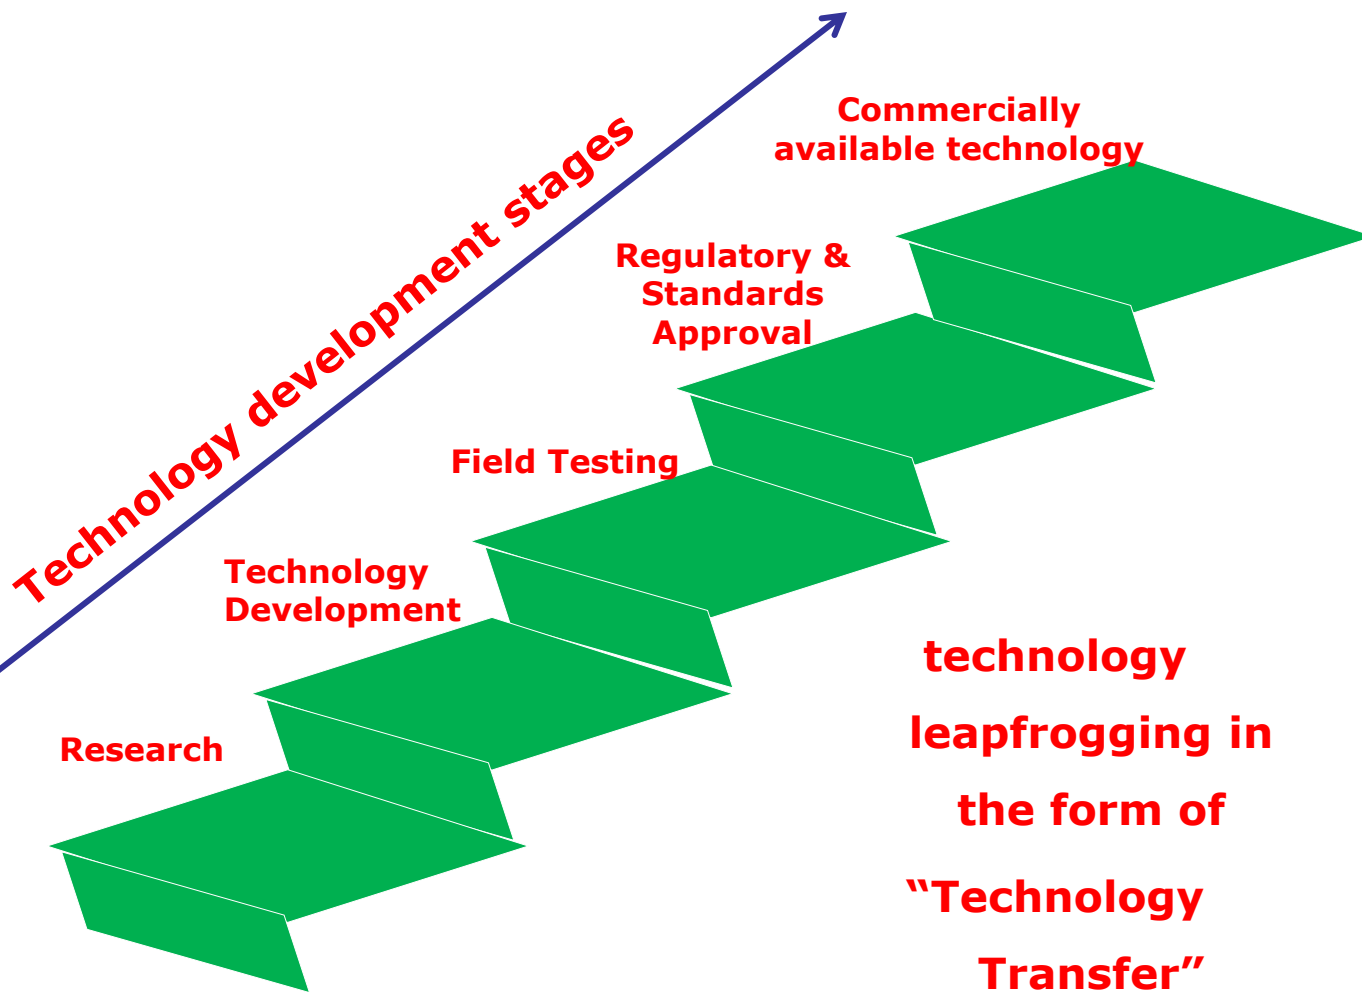 Technology development stages
Commercially
available technology
Regulatory &
Standards
Approval
Field Testing
Technology
Development
Research
technology
leapfrogging in
the form of
“Technology
Transfer”